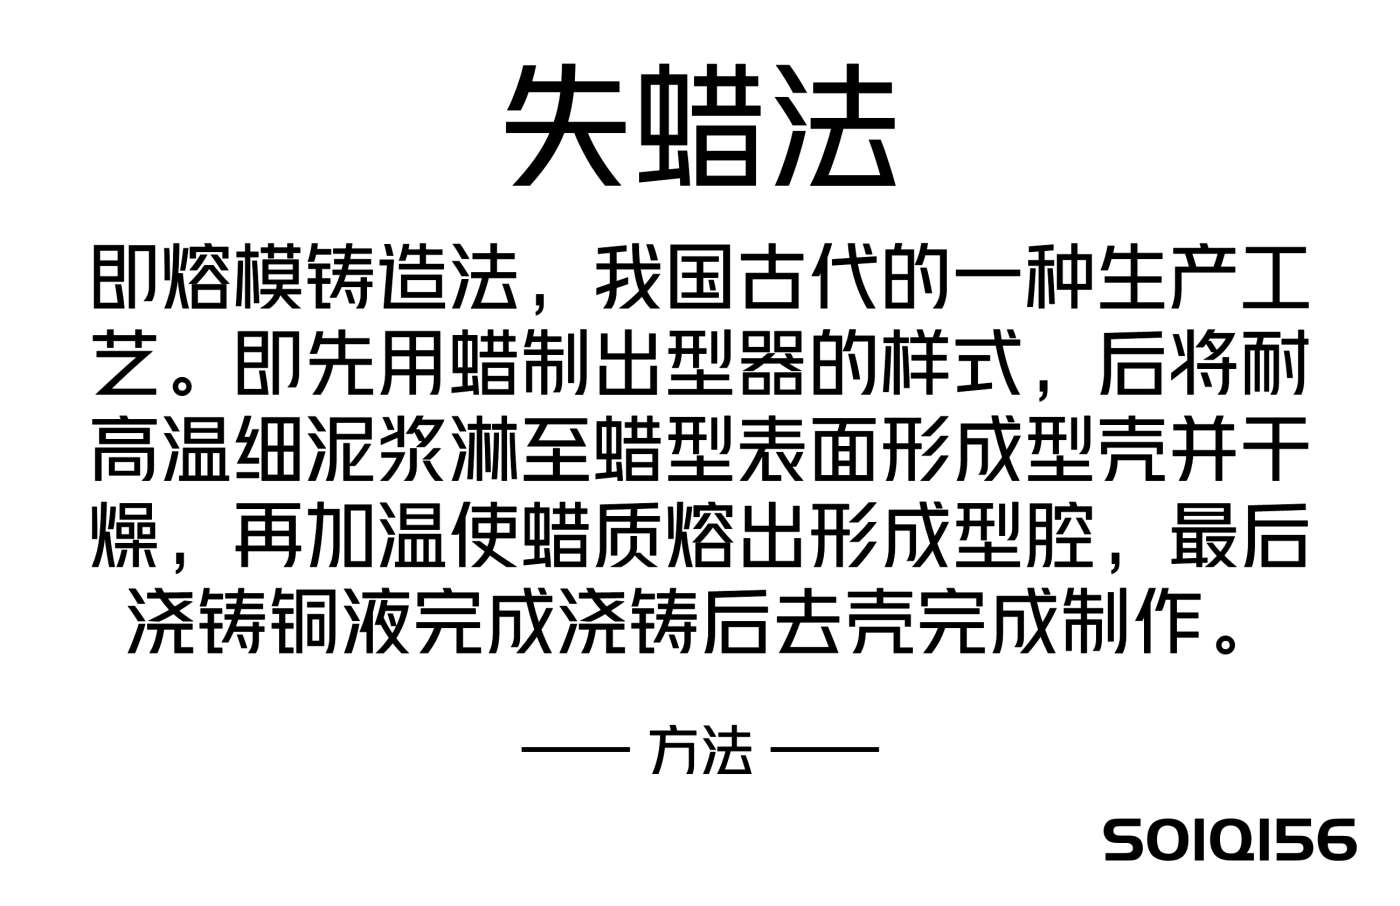 失蜡法
即熔模铸造法，我国古代的一种生产工
艺。即先用蜡制出型器的样式，后将耐
高温细泥浆淋至蜡型表面形成型壳并干
燥，再加温使蜡质熔出形成型腔，最后
浇铸铜液完成浇铸后去壳完成制作。
—— 方法 ——
S01Q156